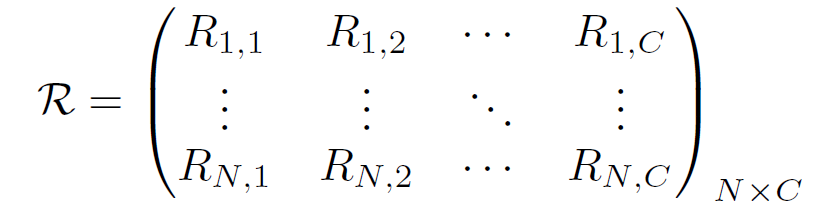 R_{1,1} R_{1,2} ⋯ R_{1,C}
ℛ = ( ⋮ ⋮ ⋱ ⋮ )
R_{N,1} R_{N,2} ⋯ R_{N,C}
N×C